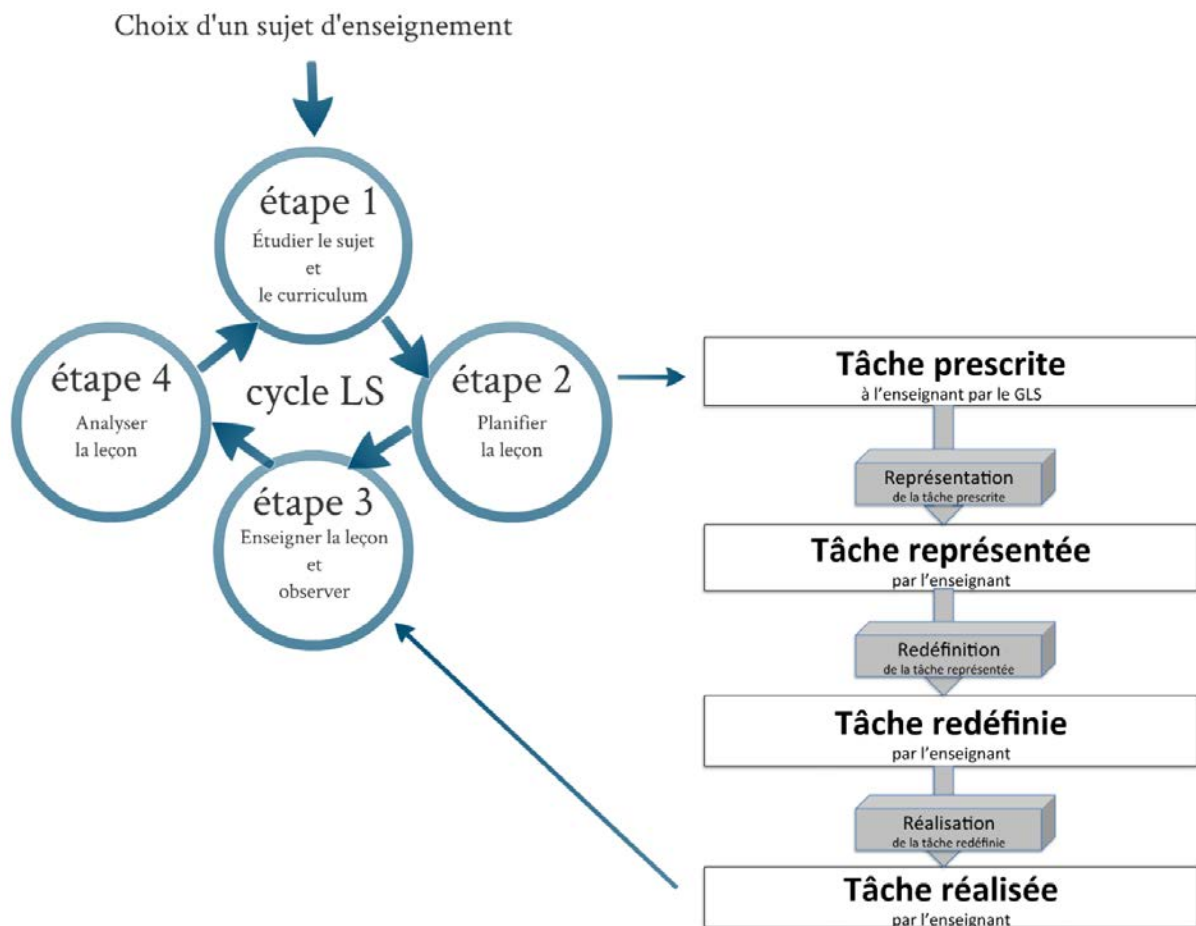 Choix d'un sujet d'enseignement
étape 1
Étudier le sujet
et
le curriculum
étape 4
Analyser
la leçon
cycle LS
étape 2
Planifier
la leçon
étape 3
Enseigner la leçon
et
observer
Tâche prescrite
à l'enseignant par le GLS
Représentation
de la tâche prescrite
Tâche représentée
par l'enseignant
Redéfinition
de la tâche représentée
Tâche redéfinie
par l'enseignant
Réalisation
de la tâche redéfinie
Tâche réalisée
par l'enseignant